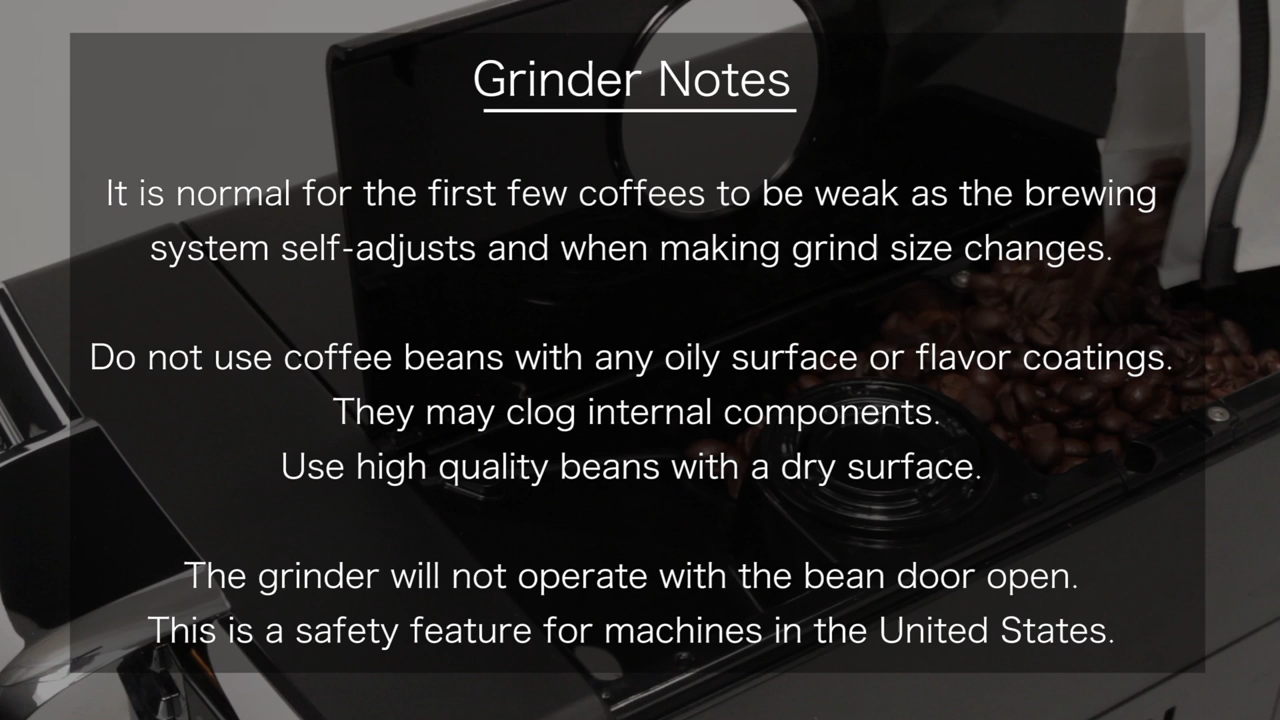 Grinder Notes
It is normal for the first few coffees to be weak as the brewing
system self-adjusts and when making grind size changes.
Do not use coffee beans with any oily surface or flavor coatings.
They may clog internal components.
Use high quality beans with a dry surface.
The grinder will not operate with the bean door open.
This is a safety feature for machines in the United States.